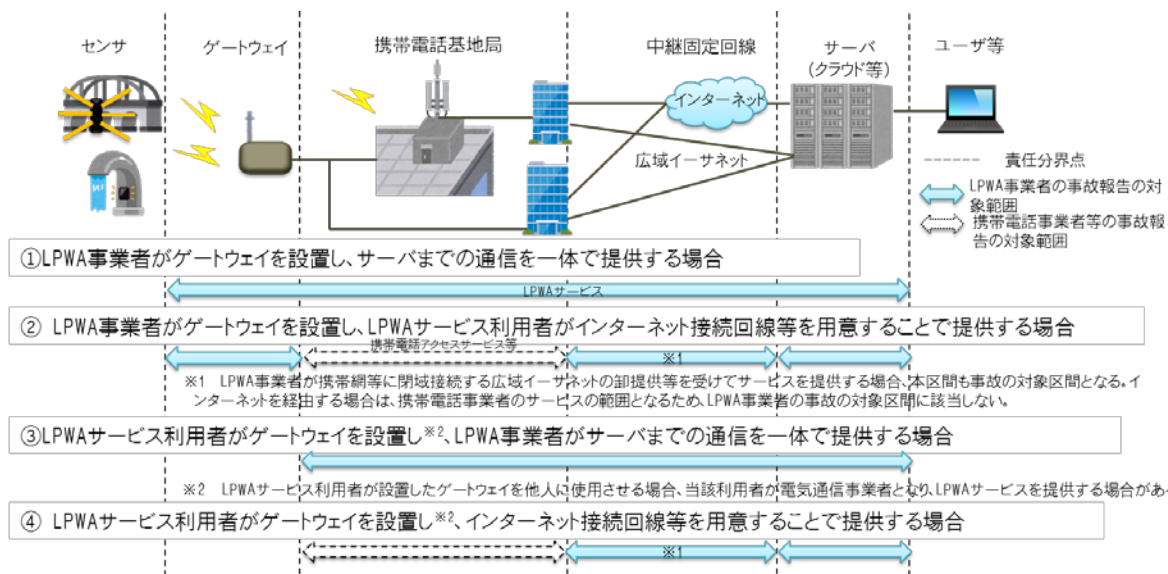 センサ
ゲートウェイ
携帯電話基地局
中継固定回線
サーバ
(クラウド等)
ユーザ等
インターネット
広域イーサネット
責任分界点
LPWA事業者の事故報告の対
象範囲
携帯電話事業者等の事故報
告の対象範囲
①LPWA事業者がゲートウェイを設置し、サーバまでの通信を一体で提供する場合
LPWAサービス
② LPWA事業者がゲートウェイを設置し、LPWAサービス利用者がインターネット接続回線等を用意することで提供する場合
携帯電話アクセスサービス等
※1
※1 LPWA事業者が携帯網等に閉域接続する広域イーサネットの卸提供等を受けてサービスを提供する場合、本区間も事故の対象区間となる。イ
ンターネットを経由する場合は、携帯電話事業者のサービスの範囲となるため、LPWA事業者の事故の対象区間に該当しない。
③LPWAサービス利用者がゲートウェイを設置し※2、LPWA事業者がサーバまでの通信を一体で提供する場合
※2 LPWAサービス利用者が設置したゲートウェイを他人に使用させる場合、当該利用者が電気通信事業者となり、LPWAサービスを提供する場合があ
④ LPWAサービス利用者がゲートウェイを設置し※2、インターネット接続回線等を用意することで提供する場合
※1